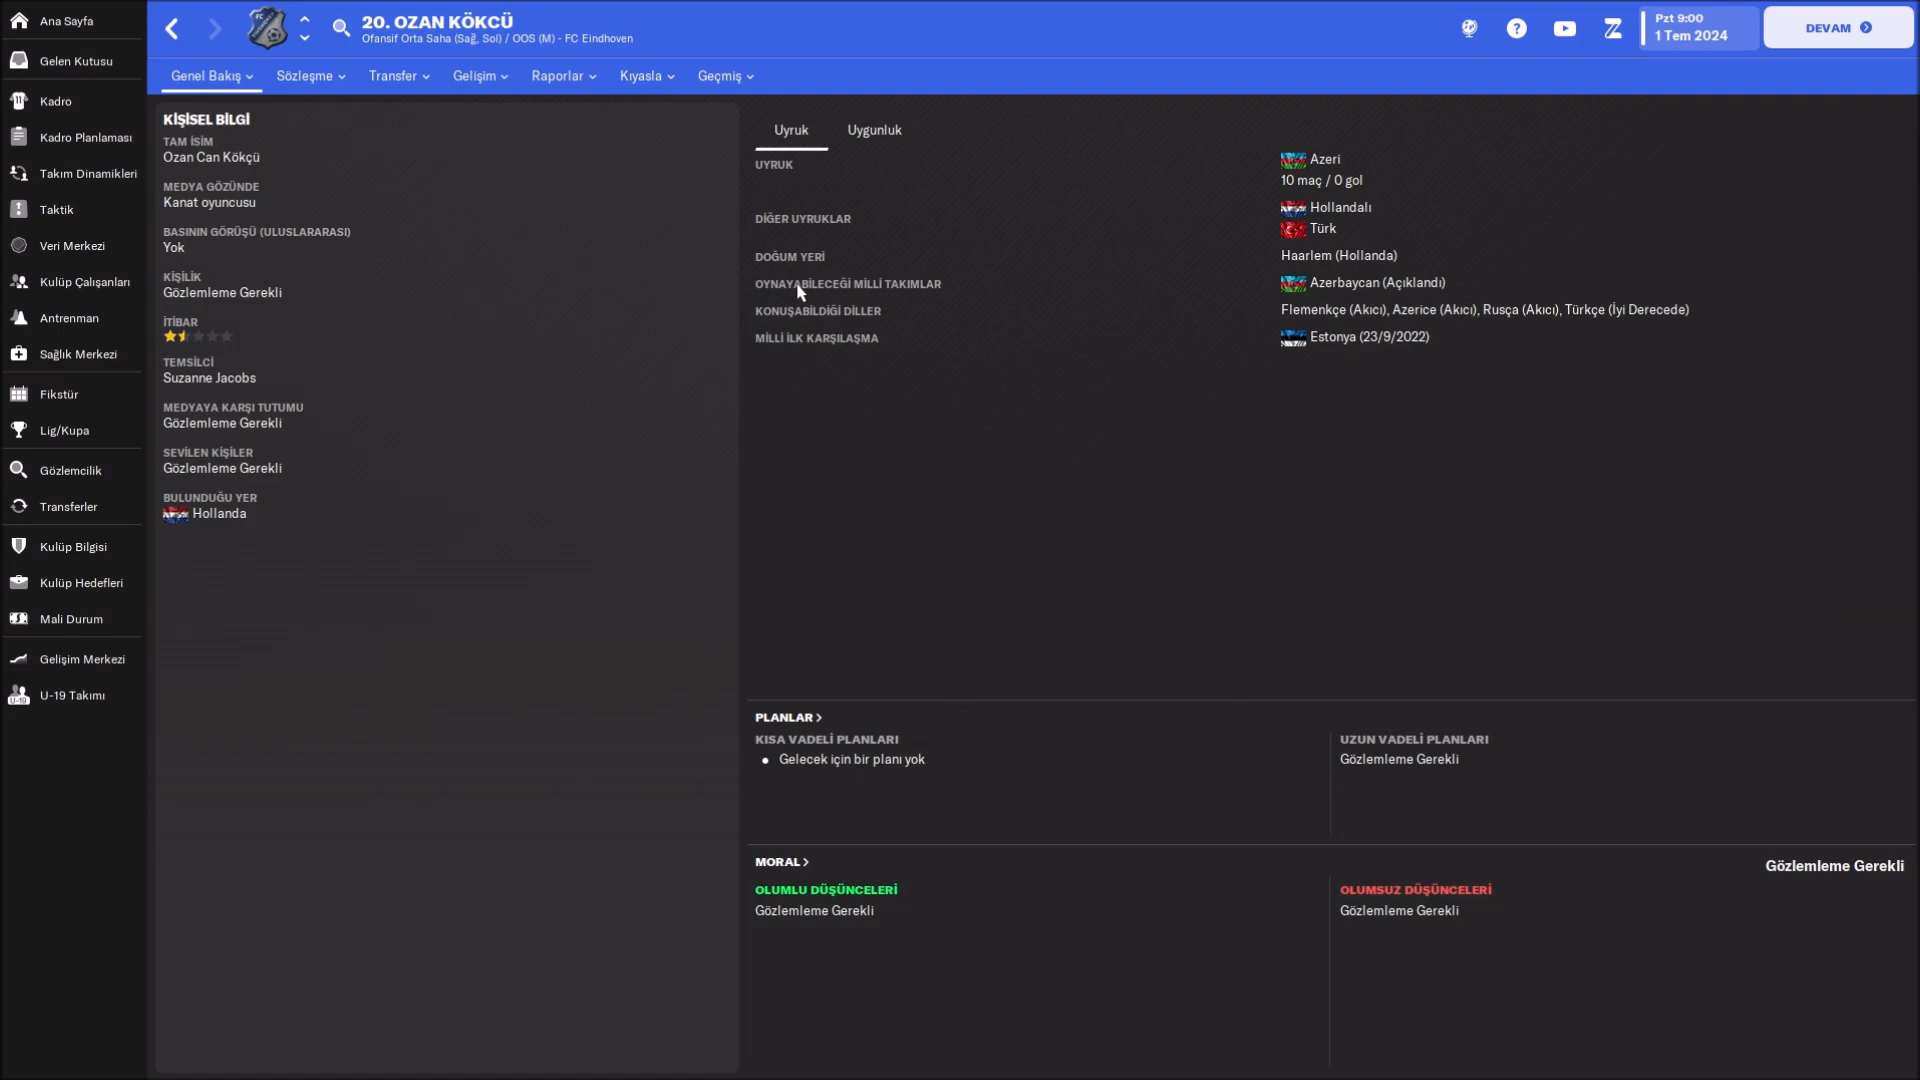 Ana Sayfa
Gelen Kutusu
Kadro
Kadro Planlaması
Takım Dinamikleri
Taktik
Veri Merkezi
Kulüp Çalışanları
Antrenman
Sağlık Merkezi
Fikstür
Lig/Kupa
Gözlemcilik
Transferler
Kulüp Bilgisi
Kulüp Hedefleri
Mali Durum
Gelişim Merkezi
U-19 Takımı
20. OZAN KÖKCÜ
Ofansif Orta Saha (Sağ, Sol) / OOS (M) - FC Eindhoven
Pzt 9:00
1 Tem 2024
DEVAM
Genel Bakış
Sözleşme
Transfer
Gelişim
Raporlar
Kıyasla
Geçmiş
KİŞİSEL BİLGİ
TAM İSİM
Ozan Can Kökçü
MEDYA GÖZÜNDE
Kanat oyuncusu
BASININ GÖRÜŞÜ (ULUSLARARASI)
Yok
KİŞİLİK
Gözlemleme Gerekli
İTİBAR
TEMSİLCİ
Suzanne Jacobs
MEDYAYA KARŞI TUTUMU
Gözlemleme Gerekli
SEVİLEN KİŞİLER
Gözlemleme Gerekli
BULUNDUĞU YER
Hollanda
Uyruk
Uygunluk
UYRUK
Azeri
10 maç / 0 gol
DİĞER UYRUKLAR
Hollandalı
Türk
DOĞUM YERİ
Haarlem (Hollanda)
OYNAYABİLECEĞİ MİLLİ TAKIMLAR
Azerbaycan (Açıklandı)
KONUŞABİLDİĞİ DİLLER
Flemenkçe (Akıcı), Azerice (Akıcı), Rusça (Akıcı), Türkçe (İyi Derecede)
MİLLİ İLK KARŞILAŞMA
Estonya (23/9/2022)
PLANLAR
KISA VADELİ PLANLARI
Gelecek için bir planı yok
UZUN VADELİ PLANLARI
Gözlemleme Gerekli
MORAL
Gözlemleme Gerekli
OLUMLU DÜŞÜNCELERİ
Gözlemleme Gerekli
OLUMSUZ DÜŞÜNCELERİ
Gözlemleme Gerekli